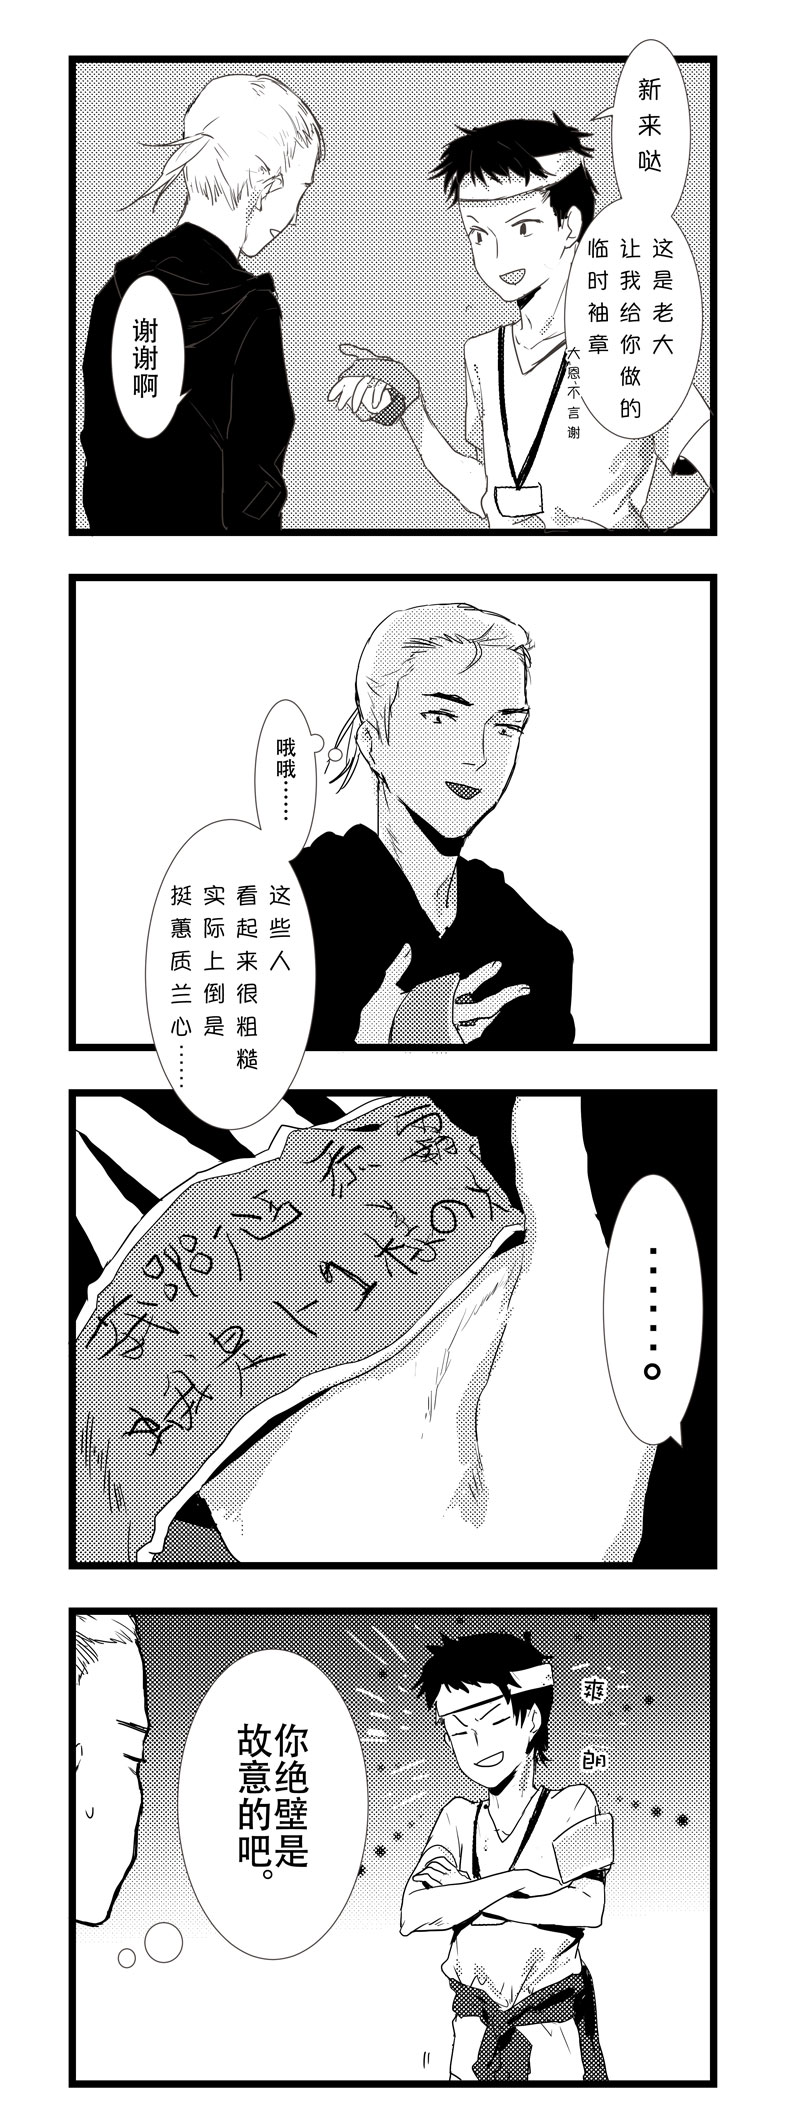 新来哒
这是老大
让我给你做的
临时袖章
大恩不言谢
谢谢啊
哦哦……
这些人
看起来很粗糙
实际上倒是
挺蕙质兰心……
………。
爽
朗
你绝壁是
故意的吧。